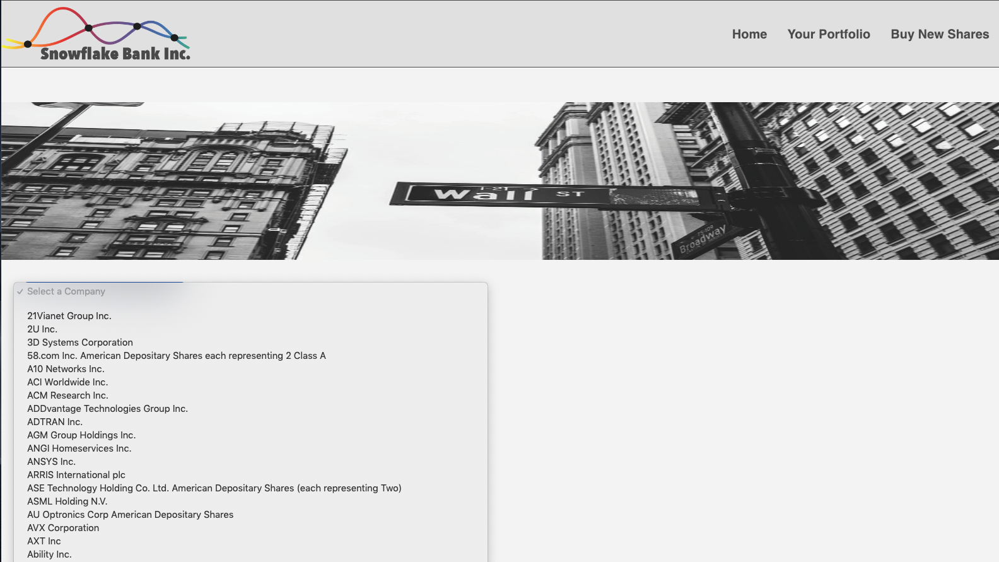 Snowflake Bank Inc.
Home Your Portfolio Buy New Shares
wall ST
Broadway
✓ Select a Company
21Vianet Group Inc.
2U Inc.
3D Systems Corporation
58.com Inc. American Depositary Shares each representing 2 Class A
A10 Networks Inc.
ACI Worldwide Inc.
ACM Research Inc.
ADDvantage Technologies Group Inc.
ADTRAN Inc.
AGM Group Holdings Inc.
ANGI Homeservices Inc.
ANSYS Inc.
ARRIS International plc
ASE Technology Holding Co. Ltd. American Depositary Shares (each representing Two)
ASML Holding N.V.
AU Optronics Corp American Depositary Shares
AVX Corporation
AXT Inc
Ability Inc.